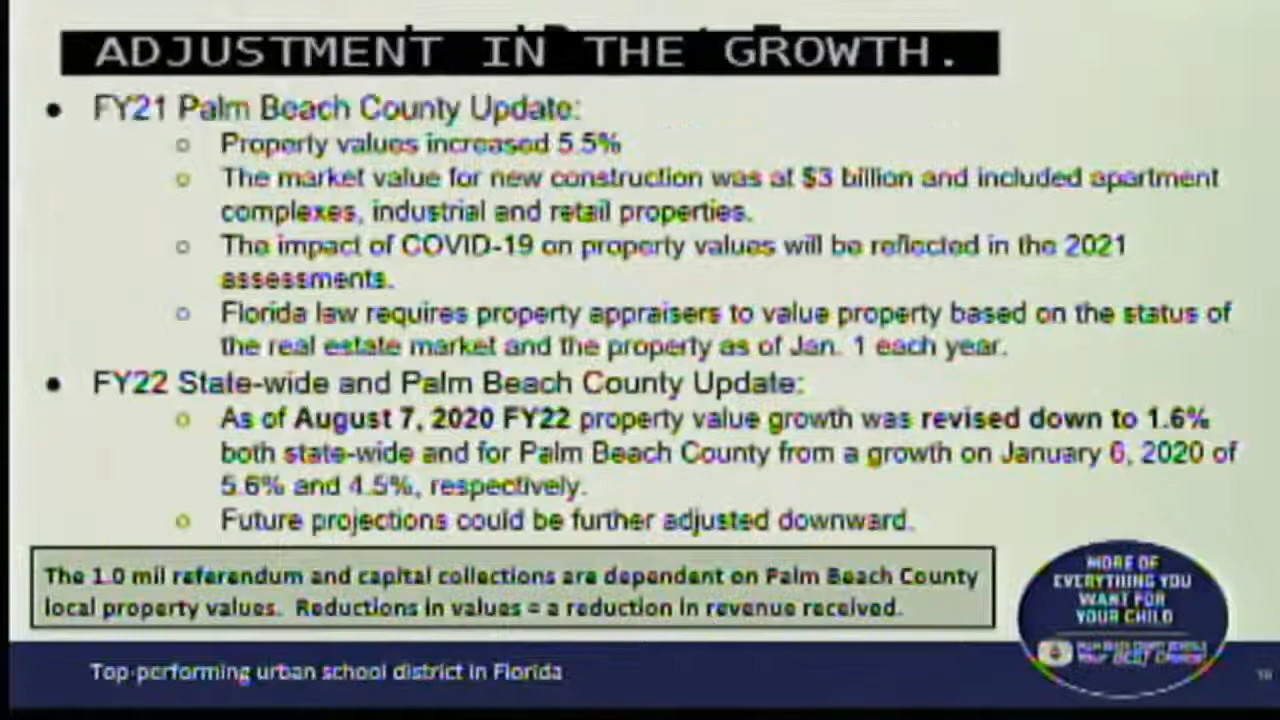 ADJUSTMENT IN THE GROWTH.
● FY21 Palm Beach County Update:
○ Property values increased 5.5%
○ The market value for new construction was at $3 billion and included apartment
complexes, industrial and retail properties.
○ The impact of COVID-19 on property values will be reflected in the 2021
assessments.
○ Florida law requires property appraisers to value property based on the status of
the real estate market and the property as of Jan. 1 each year.
● FY22 State-wide and Palm Beach County Update:
○ As of August 7, 2020 FY22 property value growth was revised down to 1.6%
both state-wide and for Palm Beach County from a growth on January 6, 2020 of
5.6% and 4.5%, respectively.
○ Future projections could be further adjusted downward.
The 1.0 mil referendum and capital collections are dependent on Palm Beach County
local property values. Reductions in values = a reduction in revenue received.
MORE OF
EVERYTHING YOU
WANT FOR
YOUR CHILD
PALM BEACH COUNTY SCHOOLS
Your BEST Choice!
Top-performing urban school district in Florida